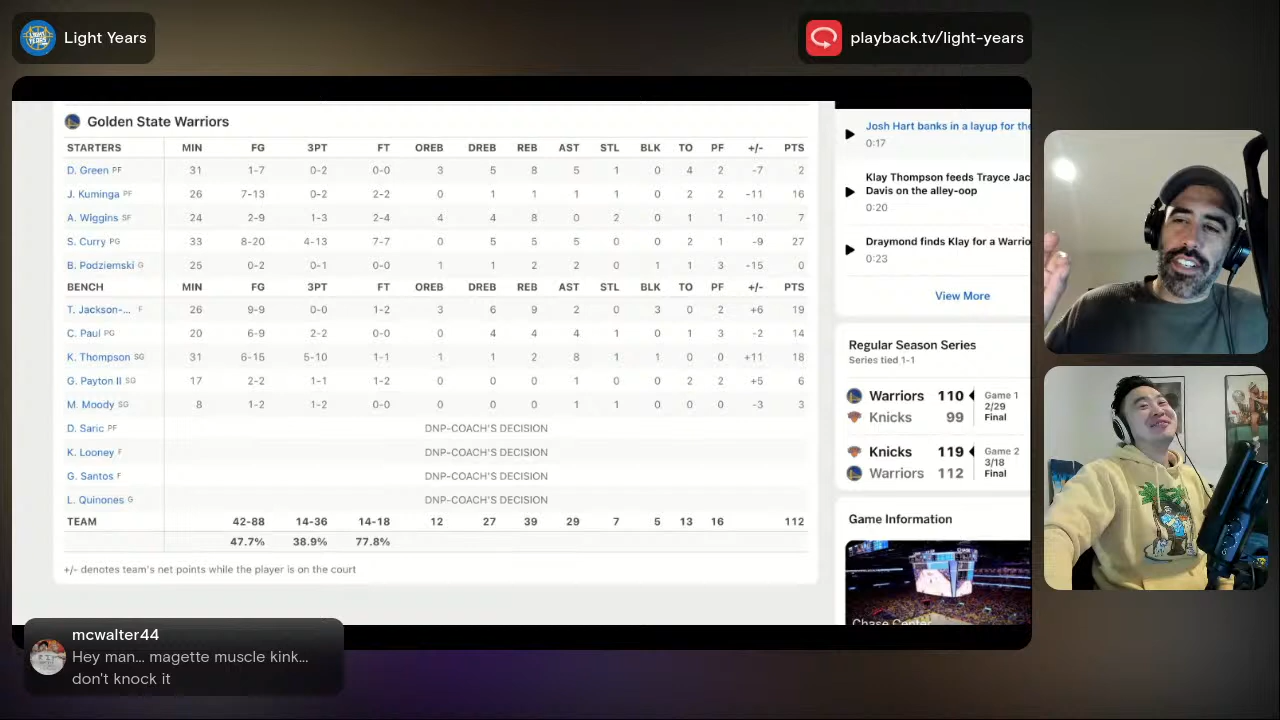 Light Years
playback.tv/light-years
Golden State Warriors
STARTERS MIN FG 3PT FT OREB DREB REB AST STL BLK TO PF +/- PTS
D. Green PF 31 1-7 0-2 0-0 3 5 8 5 1 0 4 2 -7 2
J. Kuminga PF 26 7-13 0-2 2-2 0 1 1 1 1 0 2 2 -11 16
A. Wiggins SF 24 2-9 1-3 2-4 4 4 8 0 2 0 1 1 -10 7
S. Curry PG 33 8-20 4-13 7-7 0 5 5 5 0 0 2 1 -9 27
B. Podziemski G 25 0-2 0-1 0-0 1 1 2 2 0 1 1 3 -15 0
BENCH MIN FG 3PT FT OREB DREB REB AST STL BLK TO PF +/- PTS
T. Jackson-... F 26 9-9 0-0 1-2 3 6 9 2 0 3 0 2 +6 19
C. Paul PG 20 6-9 2-2 0-0 0 4 4 4 1 0 1 3 -2 14
K. Thompson SG 31 6-15 5-10 1-1 1 1 2 8 1 1 0 0 +11 18
G. Payton II SG 17 2-2 1-1 1-2 0 0 0 1 0 0 2 2 +5 6
M. Moody SG 8 1-2 1-2 0-0 0 0 0 1 1 0 0 0 -3 3
D. Saric PF DNP-COACH'S DECISION
K. Looney F DNP-COACH'S DECISION
G. Santos F DNP-COACH'S DECISION
L. Quinones G DNP-COACH'S DECISION
TEAM 42-88 14-36 14-18 12 27 39 29 7 5 13 16 112
47.7% 38.9% 77.8%
+/- denotes team's net points while the player is on the court
Josh Hart banks in a layup for the
0:17
Klay Thompson feeds Trayce Jac
Davis on the alley-oop
0:20
Draymond finds Klay for a Warrio
0:23
View More
Regular Season Series
Series tied 1-1
Warriors 110 Game 1
2/29
Knicks 99 Final
Knicks 119 Game 2
3/18
Warriors 112 Final
Game Information
Chase Center
mcwalter44
Hey man... magette muscle kink...
don't knock it